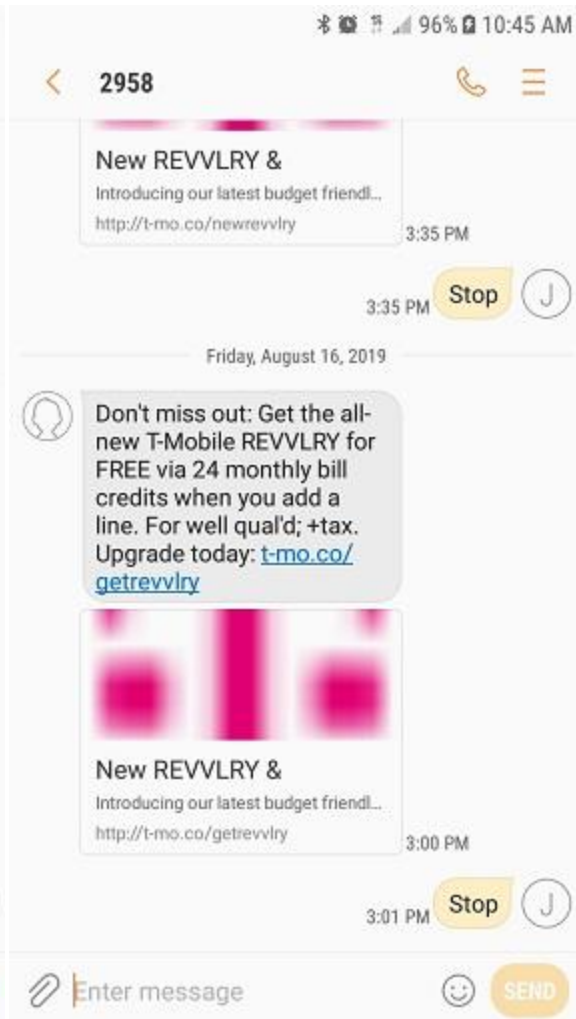 96% 10:45 AM
2958
New REVVLRY &
Introducing our latest budget friendl...
http://t-mo.co/newrevvlry
3:35 PM
3:35 PM Stop J
Friday, August 16, 2019
Don't miss out: Get the all-
new T-Mobile REVVLRY for
FREE via 24 monthly bill
credits when you add a
line. For well qual'd; +tax.
Upgrade today: t-mo.co/
getrevvlry
New REVVLRY &
Introducing our latest budget friendl...
http://t-mo.co/getrevvlry
3:00 PM
3:01 PM Stop J
Enter message SEND